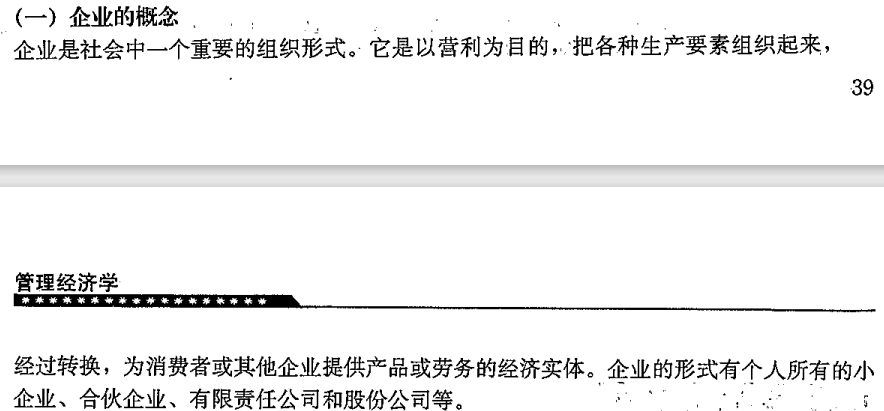 （一）企业的概念
企业是社会中一个重要的组织形式。它是以营利为目的，把各种生产要素组织起来，
39
管理经济学
经过转换，为消费者或其他企业提供产品或劳务的经济实体。企业的形式有个人所有的小
企业、合伙企业、有限责任公司和股份公司等。